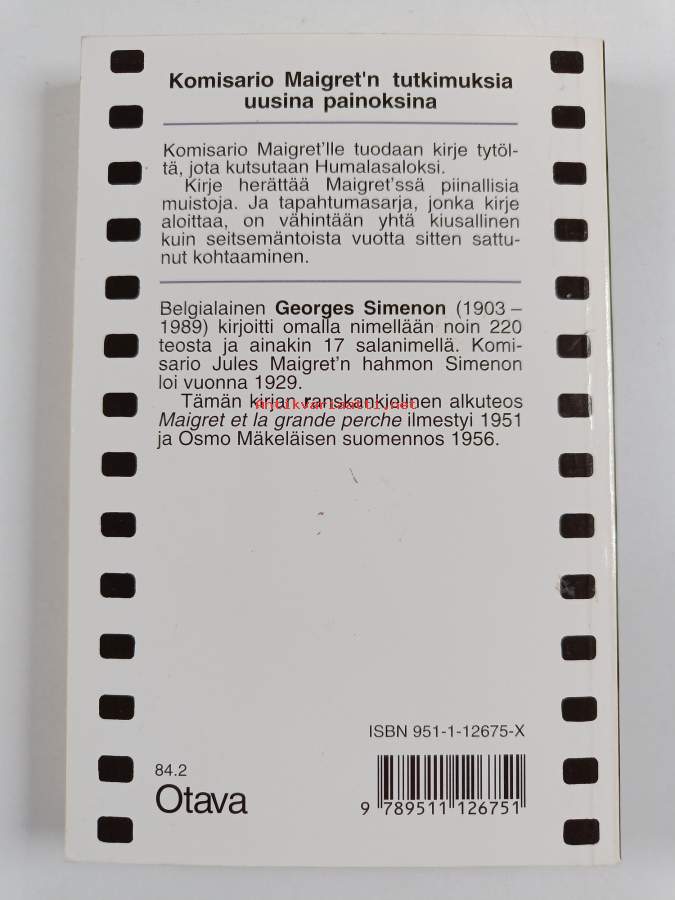 Komisario Maigret'n tutkimuksia
uusina painoksina
Komisario Maigret'lle tuodaan kirje tytöl-
tä, jota kutsutaan Humalasaloksi.
Kirje herättää Maigret'ssä piinallisia
muistoja. Ja tapahtumasarja, jonka kirje
aloittaa, on vähintään yhtä kiusallinen
kuin seitsemäntoista vuotta sitten sattu-
nut kohtaaminen.
Belgialainen Georges Simenon (1903 –
1989) kirjoitti omalla nimellään noin 220
teosta ja ainakin 17 salanimellä. Komi-
sario Jules Maigret'n hahmon Simenon
loi vuonna 1929.
Tämän kirjan ranskankielinen alkuteos
antikvariaatti.net
Maigret et la grande perche ilmestyi 1951
ja Osmo Mäkeläisen suomennos 1956.
ISBN 951-1-12675-X
84.2
Otava
9 789511 126751